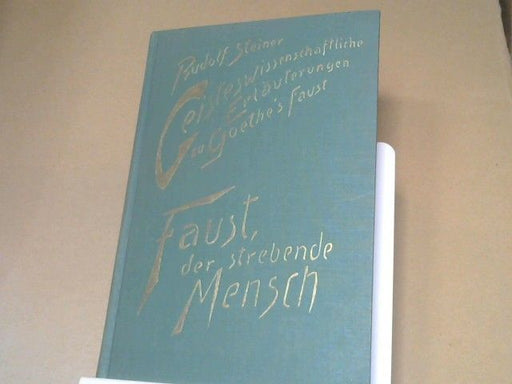 Rudolf Steiner
Geisteswissenschaftliche
Erläuterungen
zu Goethe's Faust
Faust,
der strebende
Mensch